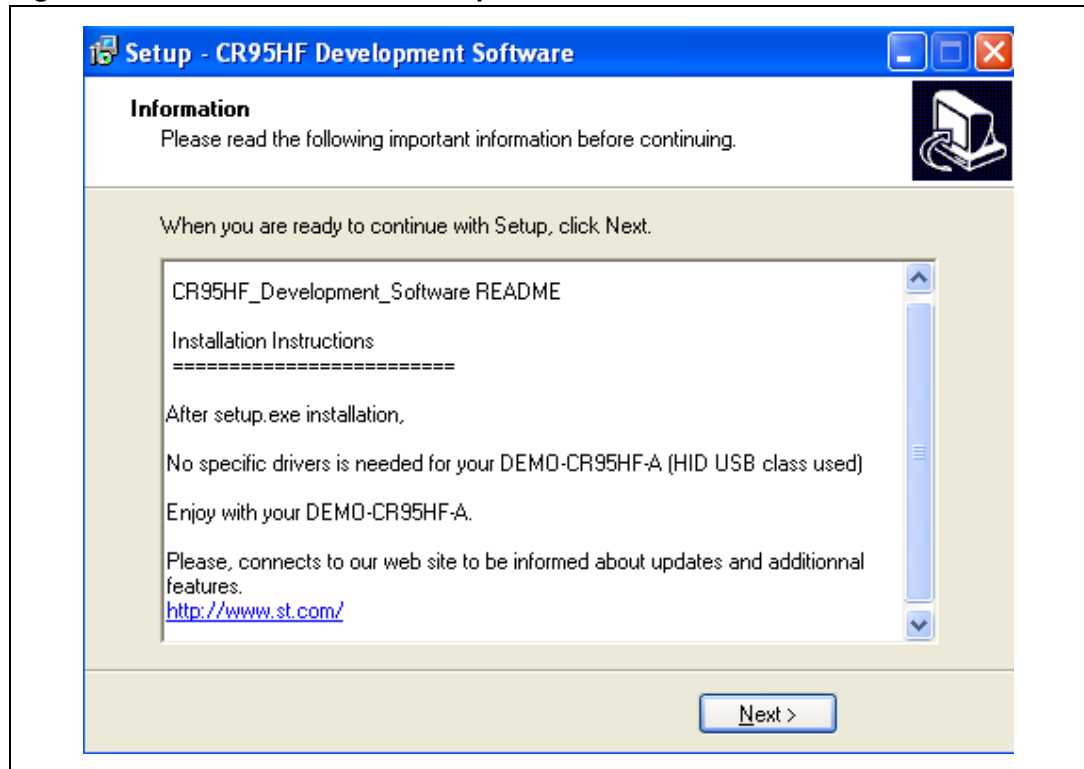 Setup - CR95HF Development Software
Information
Please read the following important information before continuing.
When you are ready to continue with Setup, click Next.
CR95HF_Development_Software README
Installation Instructions
=========================
After setup.exe installation,
No specific drivers is needed for your DEMO-CR95HF-A (HID USB class used)
Enjoy with your DEMO-CR95HF-A.
Please, connects to our web site to be informed about updates and additionnal
features.
http://www.st.com/
Next >